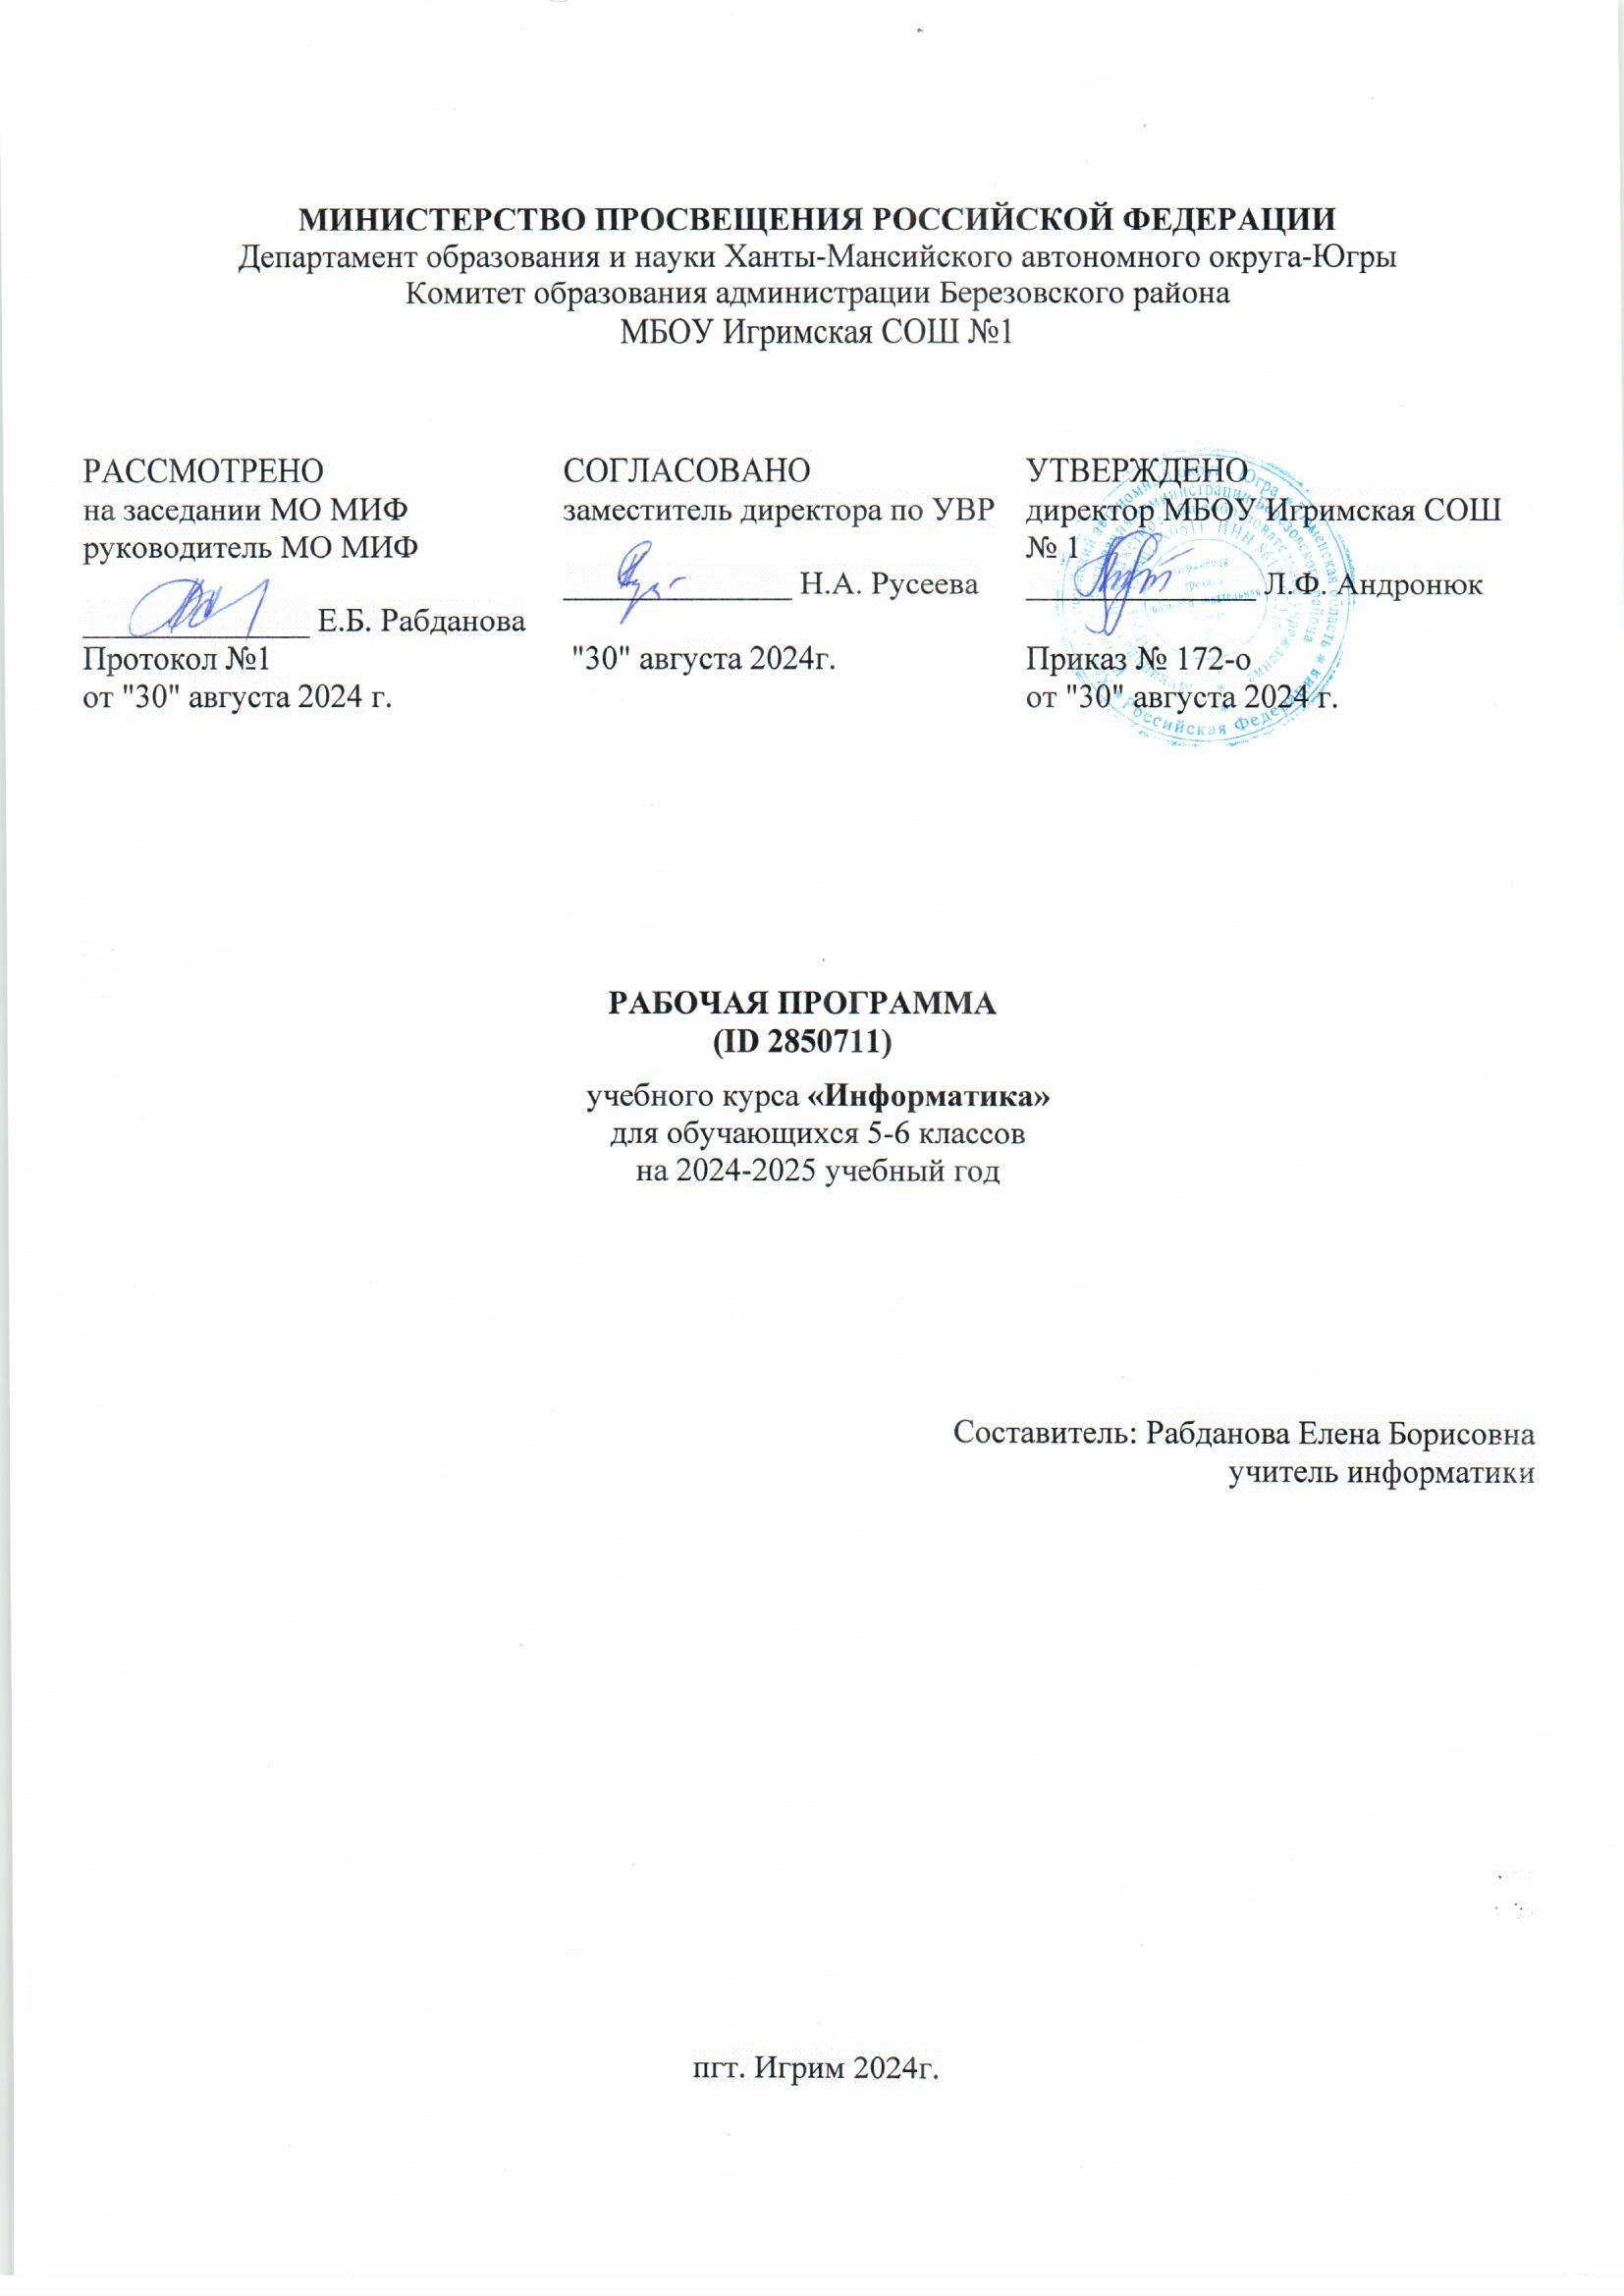 МИНИСТЕРСТВО ПРОСВЕЩЕНИЯ РОССИЙСКОЙ ФЕДЕРАЦИИ
Департамент образования и науки Ханты-Мансийского автономного округа-Югры
Комитет образования администрации Березовского района
МБОУ Игримская СОШ №1
РАССМОТРЕНО
на заседании МО МИФ
руководитель МО МИФ
_______________ Е.Б. Рабданова
Протокол №1
от "30" августа 2024 г.
СОГЛАСОВАНО
заместитель директора по УВР
_______________ Н.А. Русеева
"30" августа 2024г.
УТВЕРЖДЕНО
директор МБОУ Игримская СОШ
№ 1
_______________ Л.Ф. Андронюк
Приказ № 172-о
от "30" августа 2024 г.
Российская Федерация
РАБОЧАЯ ПРОГРАММА
(ID 2850711)
учебного курса «Информатика»
для обучающихся 5-6 классов
на 2024-2025 учебный год
Составитель: Рабданова Елена Борисовна
учитель информатики
пгт. Игрим 2024г.